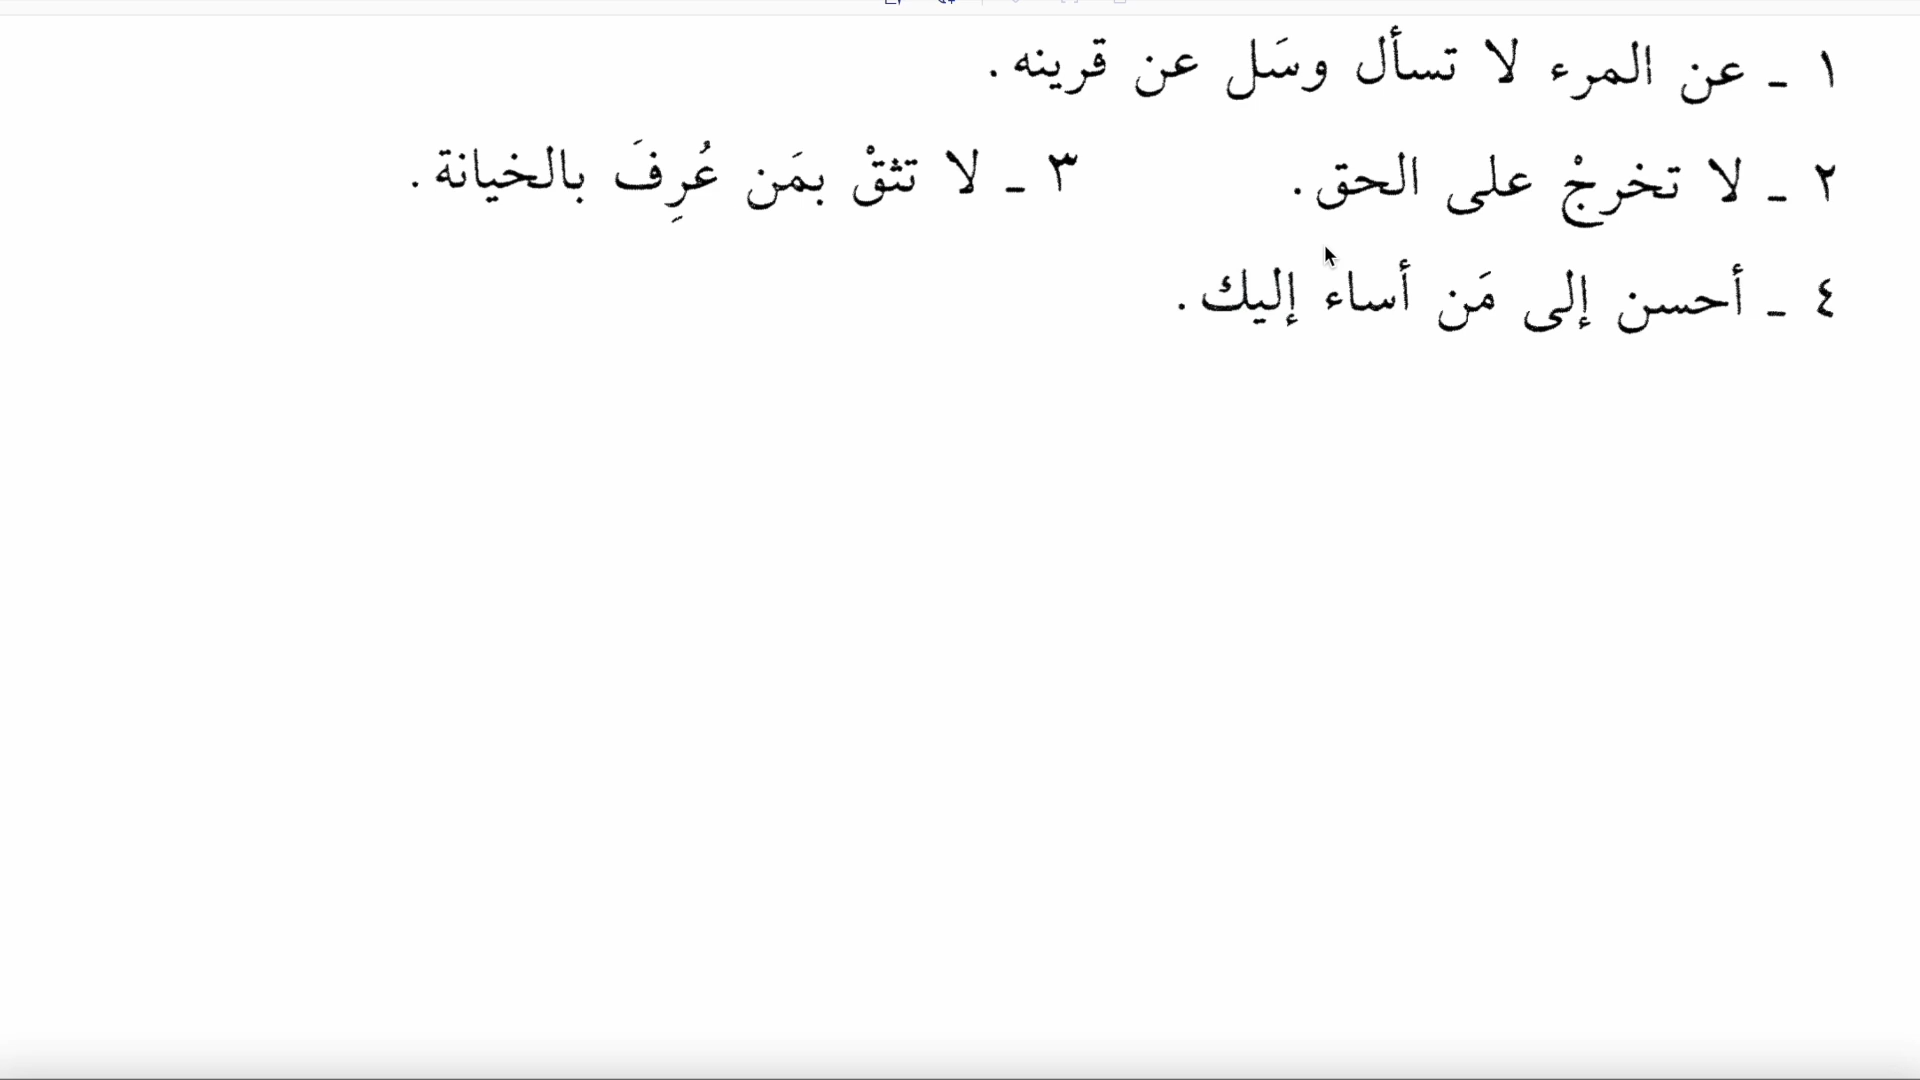 ١ ـ عن المرء لا تسأل وسَل عن قرينه .
٢ ـ لا تخرجْ على الحق . ٣ ـ لا تثقْ بمَن عُرِفَ بالخيانة .
٤ ـ أحسن إلى مَن أساء إليك .